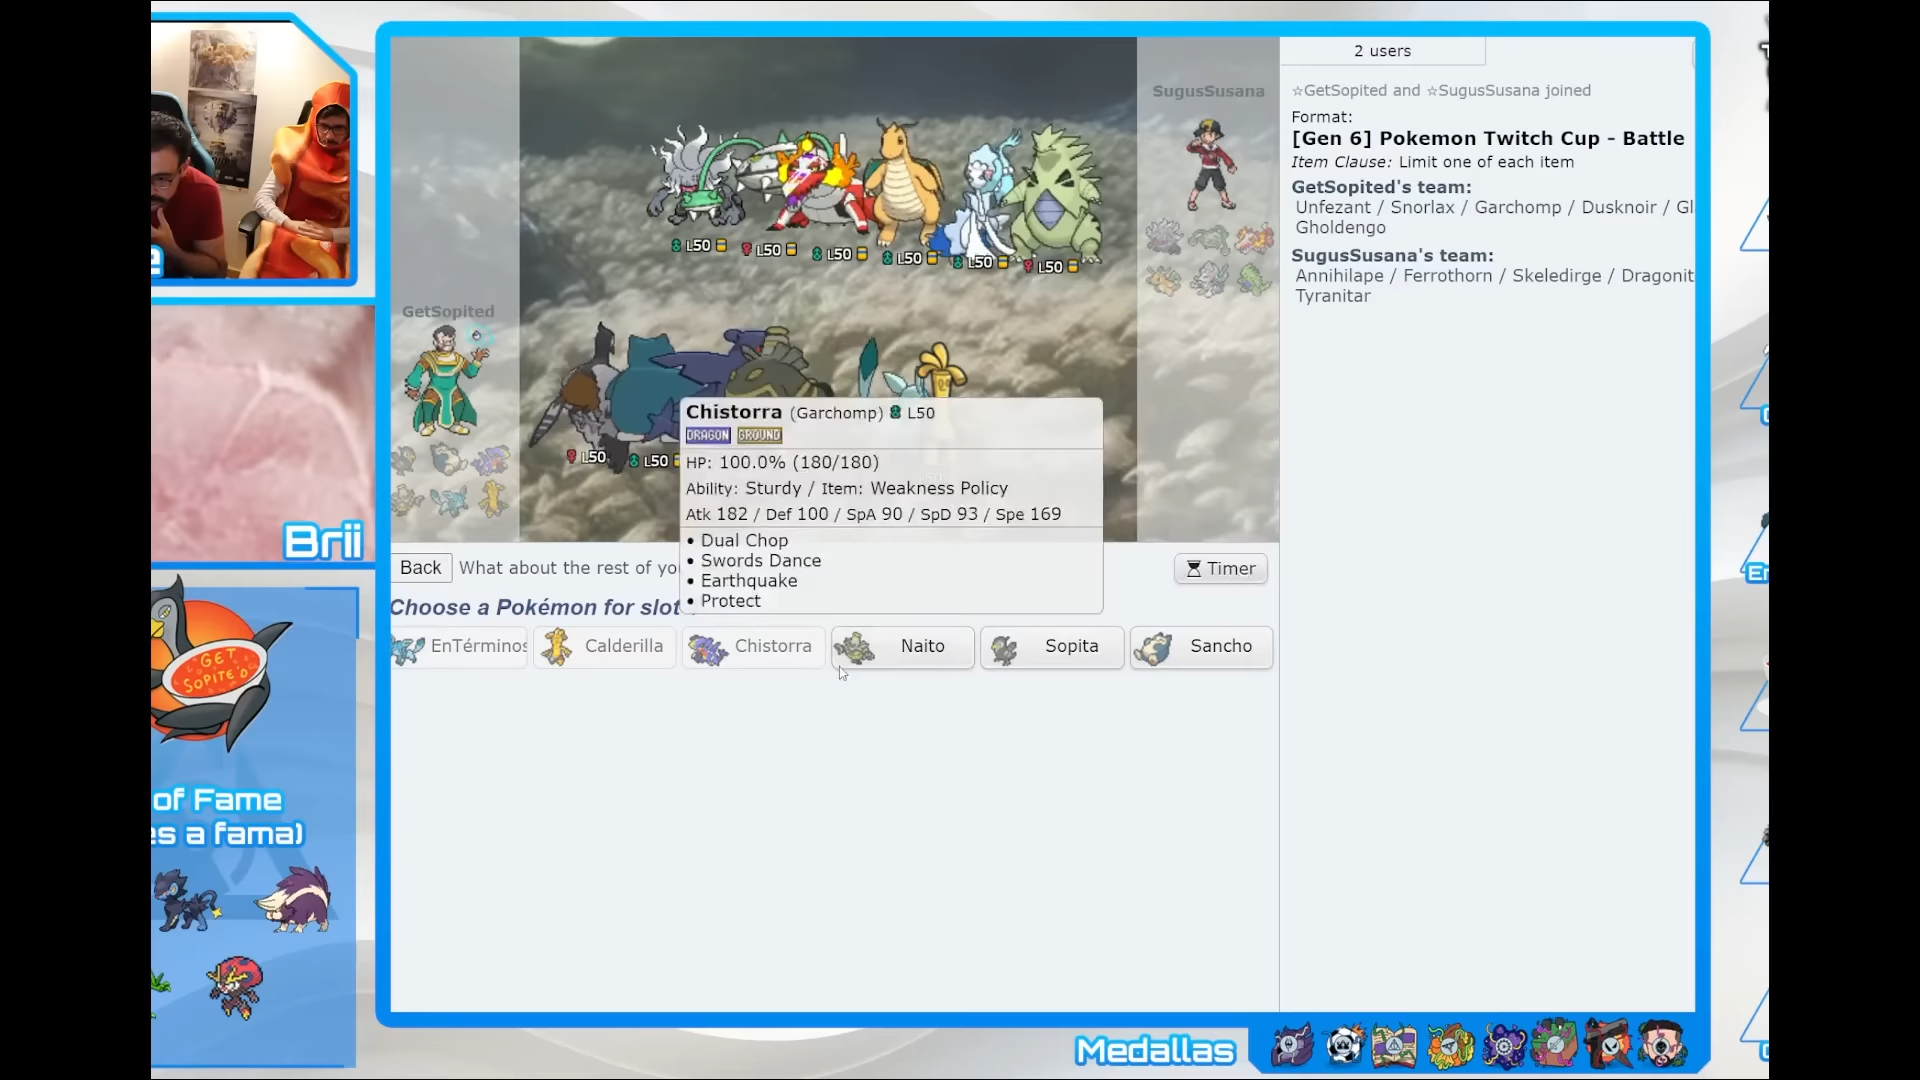 2 users
☆GetSopited and ☆SugusSusana joined
Format:
[Gen 6] Pokemon Twitch Cup - Battle
Item Clause: Limit one of each item
GetSopited's team:
Unfezant / Snorlax / Garchomp / Dusknoir / Gl
Gholdengo
SugusSusana's team:
Annihilape / Ferrothorn / Skeledirge / Dragonit
Tyranitar
SugusSusana
GetSopited
L50
L50
L50
L50
L50
L50
L50
L50
Chistorra (Garchomp) L50
DRAGON GROUND
HP: 100.0% (180/180)
Ability: Sturdy / Item: Weakness Policy
Atk 182 / Def 100 / SpA 90 / SpD 93 / Spe 169
• Dual Chop
• Swords Dance
• Earthquake
• Protect
Back What about the rest of yo
Timer
Choose a Pokémon for slot
EnTérminos Calderilla Chistorra Naito Sopita Sancho
Brii
GET
SOPITE'D
of Fame
es a fama)
Medallas